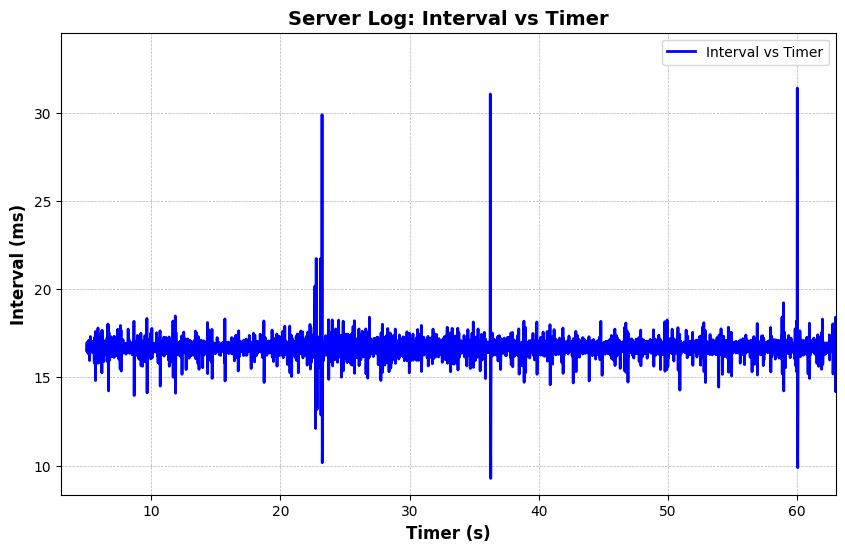 Server Log: Interval vs Timer
Interval vs Timer
30
25
20
15
10
Interval (ms)
10 20 30 40 50 60
Timer (s)